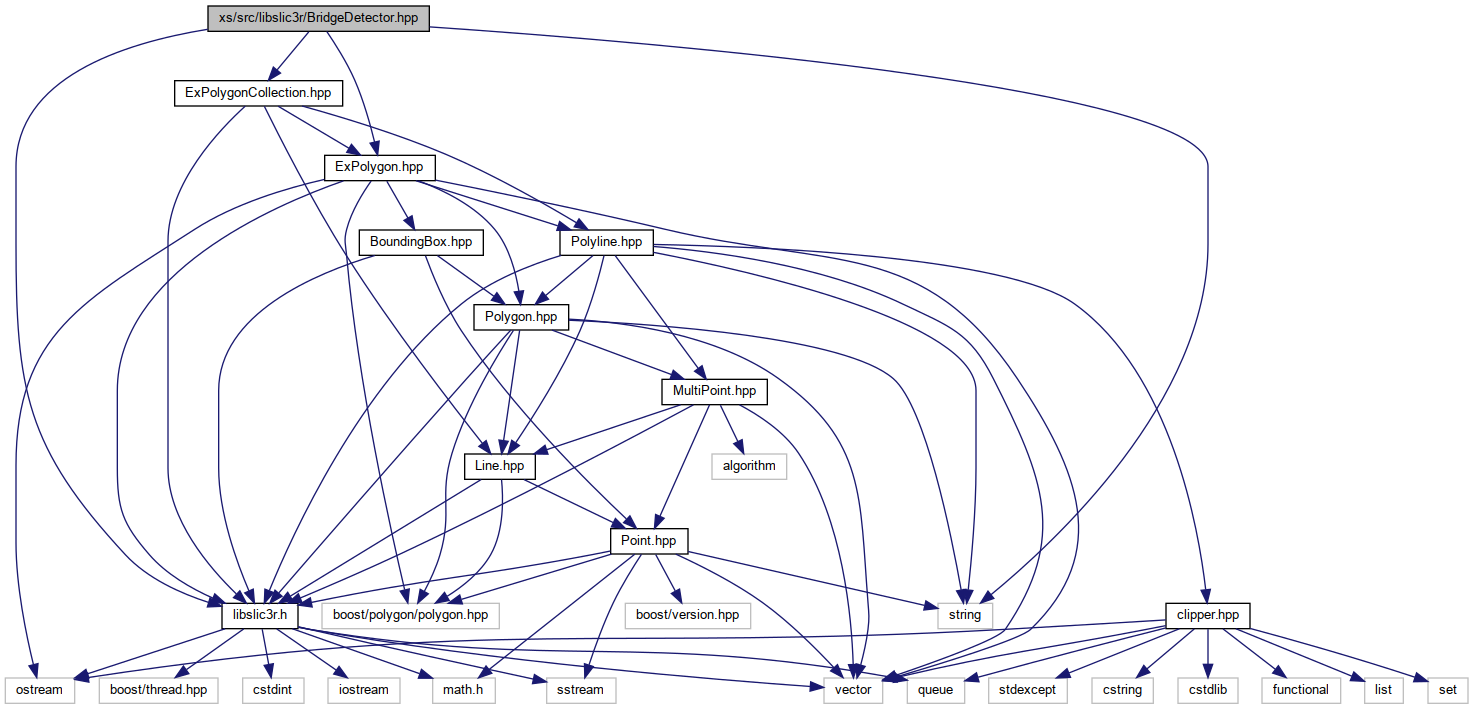 xs/src/libslic3r/BridgeDetector.hpp
ExPolygonCollection.hpp
ExPolygon.hpp
BoundingBox.hpp
Polyline.hpp
Polygon.hpp
MultiPoint.hpp
Line.hpp
algorithm
Point.hpp
libslic3r.h
boost/polygon/polygon.hpp
boost/version.hpp
string
clipper.hpp
ostream
boost/thread.hpp
cstdint
iostream
math.h
sstream
vector
queue
stdexcept
cstring
cstdlib
functional
list
set